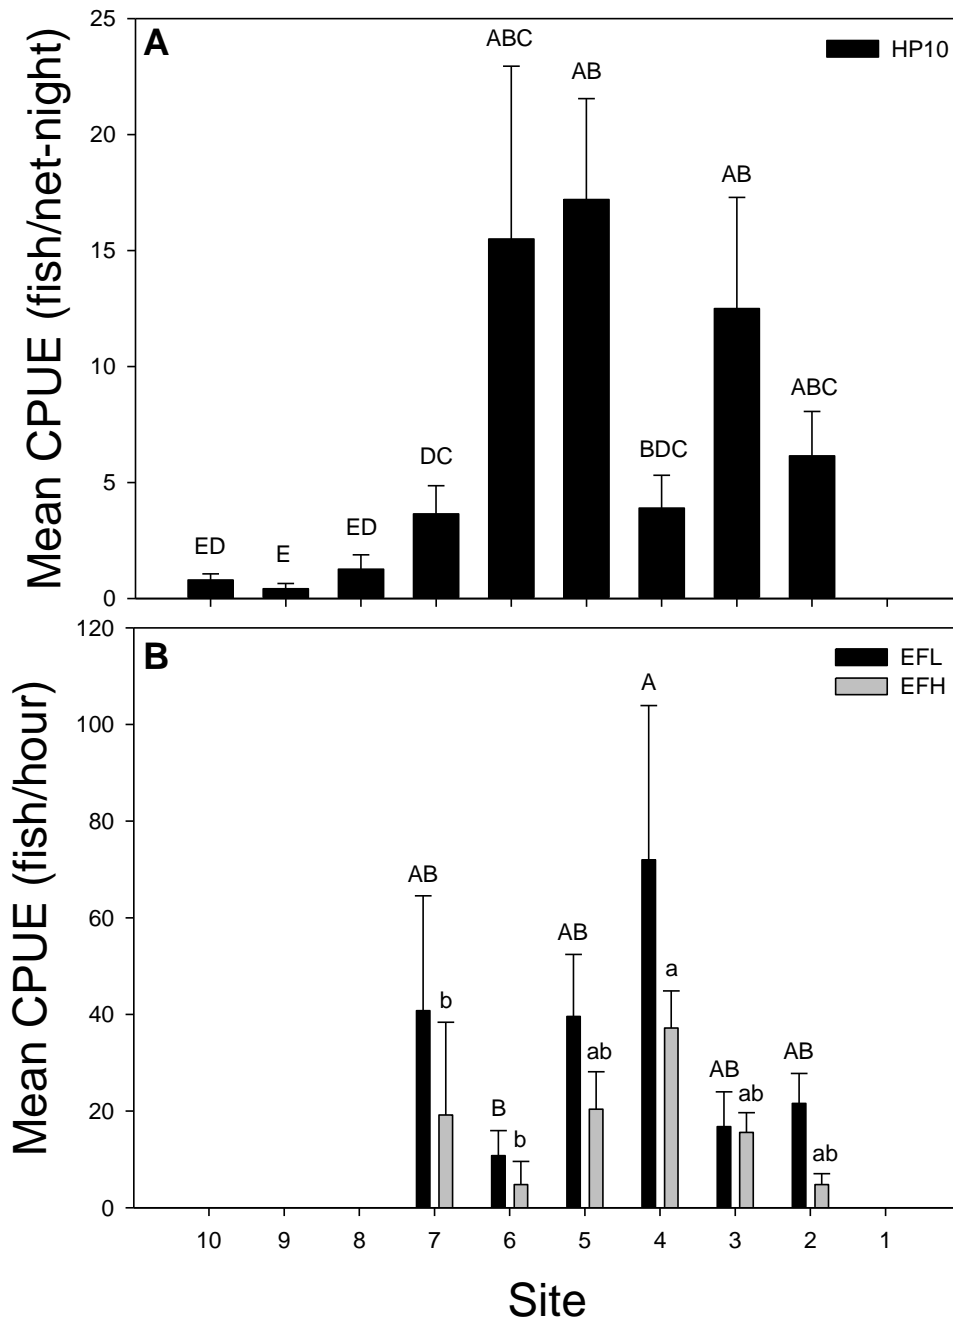 A
HP10
Mean CPUE (fish/net-night)
25
20
15
10
5
0
ED
E
ED
DC
ABC
AB
BDC
AB
ABC
B
EFL
EFH
Mean CPUE (fish/hour)
120
100
80
60
40
20
0
AB
b
B
b
AB
ab
A
a
AB
ab
AB
ab
10 9 8 7 6 5 4 3 2 1
Site